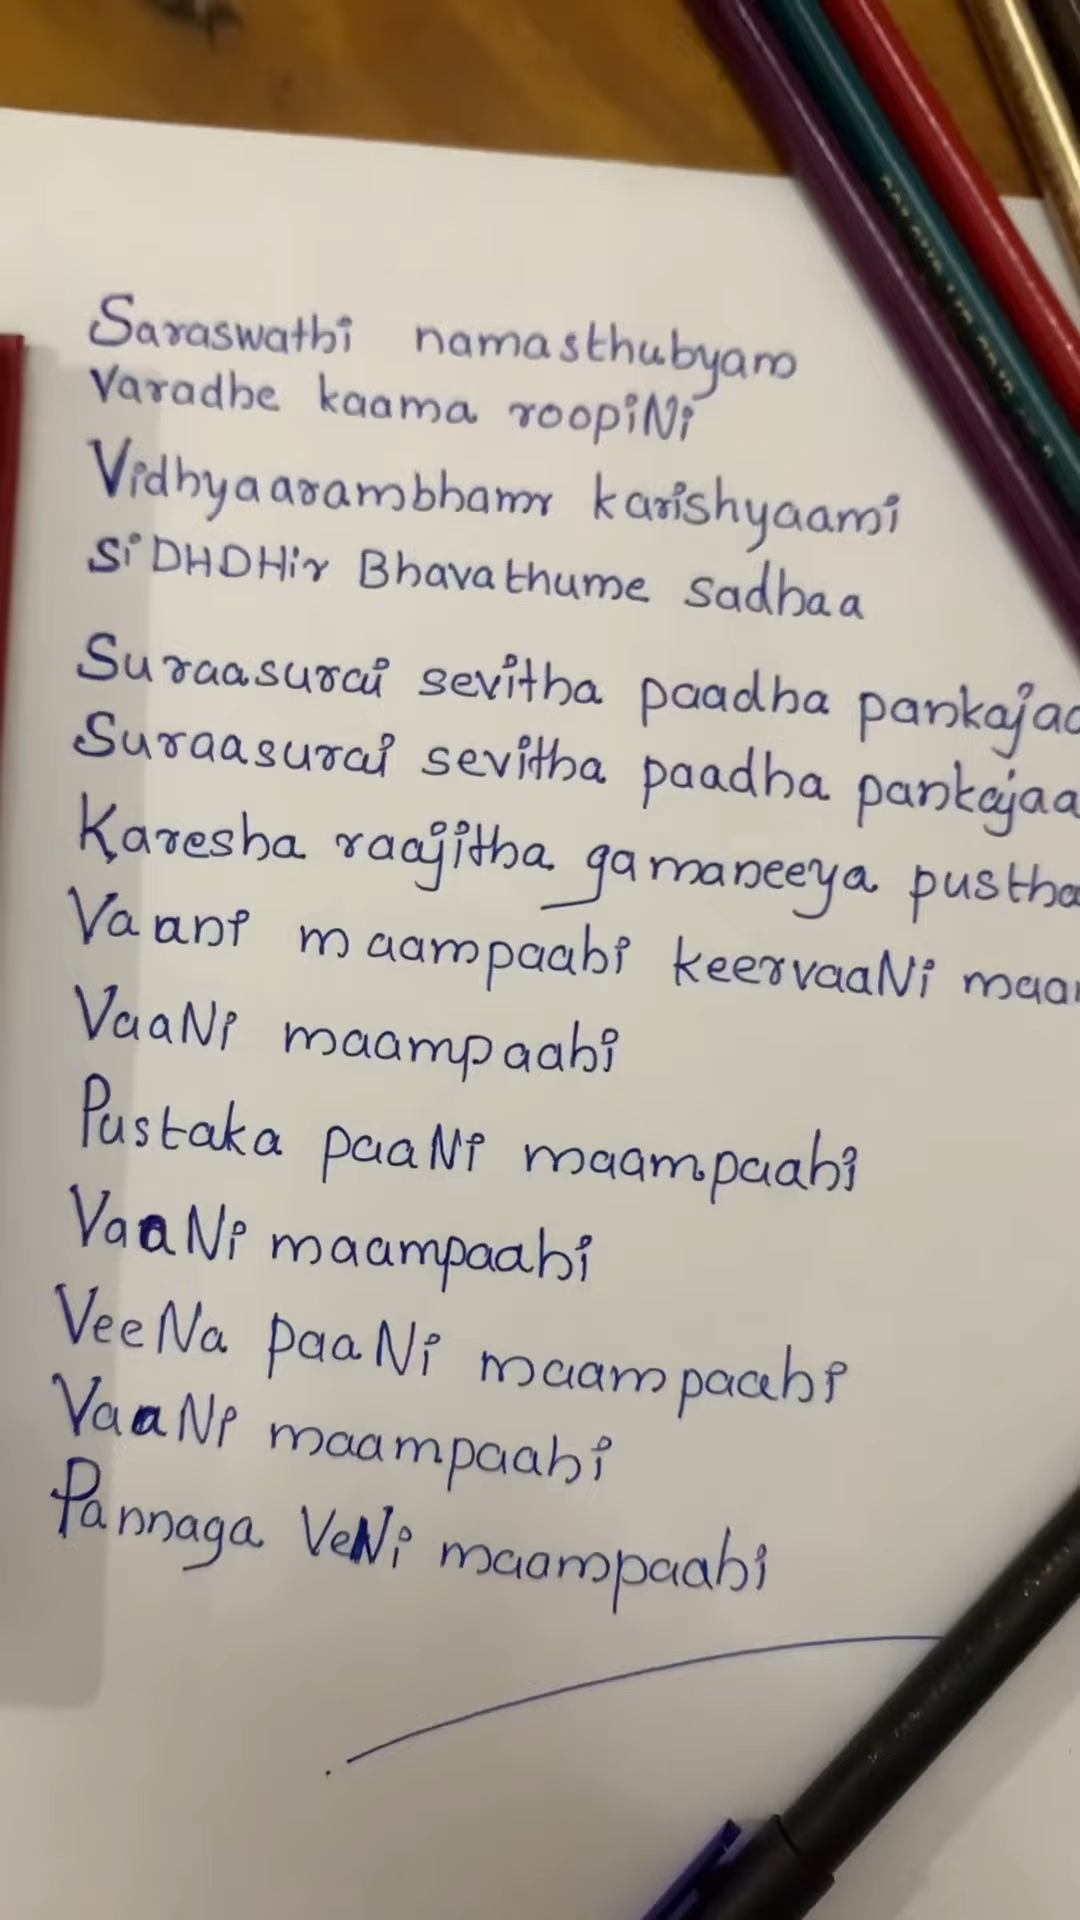 Saraswathi namasthubyam
Varadhe kaama roopiNi
Vidhyaarambham karishyaami
SiDHDHir Bhavathume sadhaa
Suraasurai sevitha paadha pankajaa
Suraasurai sevitha paadha pankajaa
Karesha raajitha gamaneeya pustha
Vaani maampaahi keervaaNi maa
VaaNi maampaahi
Pustaka paaNi maampaahi
VaaNi maampaahi
VeeNa paaNi maampaahi
VaaNi maampaahi
Pannaga VeNi maampaahi